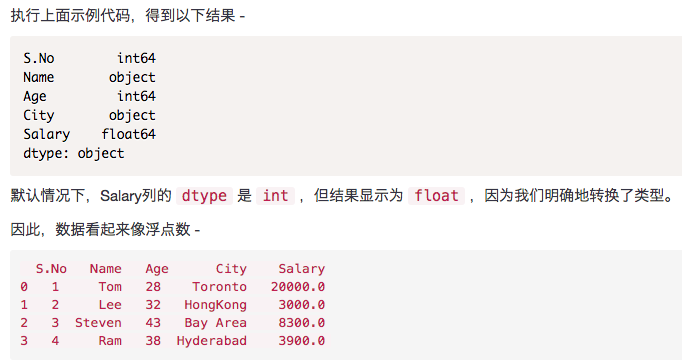 执行上面示例代码，得到以下结果 -
S.No        int64
Name       object
Age         int64
City       object
Salary    float64
dtype: object
默认情况下，Salary列的 dtype 是 int ，但结果显示为 float ，因为我们明确地转换了类型。
因此，数据看起来像浮点数 -
  S.No   Name   Age      City    Salary
0   1     Tom   28    Toronto   20000.0
1   2     Lee   32   HongKong    3000.0
2   3  Steven   43   Bay Area    8300.0
3   4     Ram   38  Hyderabad    3900.0